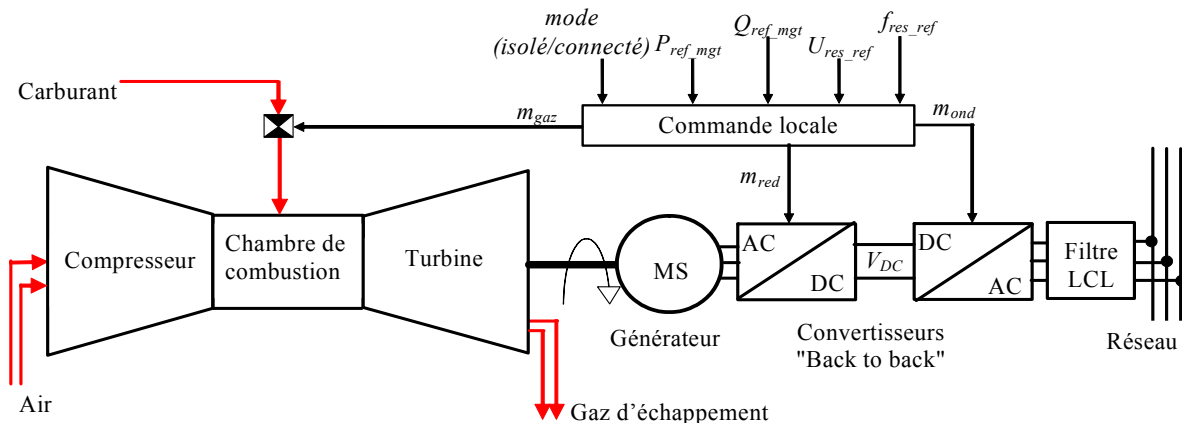 mode
(isolé/connecté)
P_ref_mgt
Q_ref_mgt
U_res_ref
f_res_ref
Carburant
m_gaz
Commande locale
m_ond
m_red
Compresseur
Chambre de
combustion
Turbine
MS
AC
DC
V_DC
DC
AC
Filtre
LCL
Générateur
Convertisseurs
"Back to back"
Réseau
Air
Gaz d'échappement